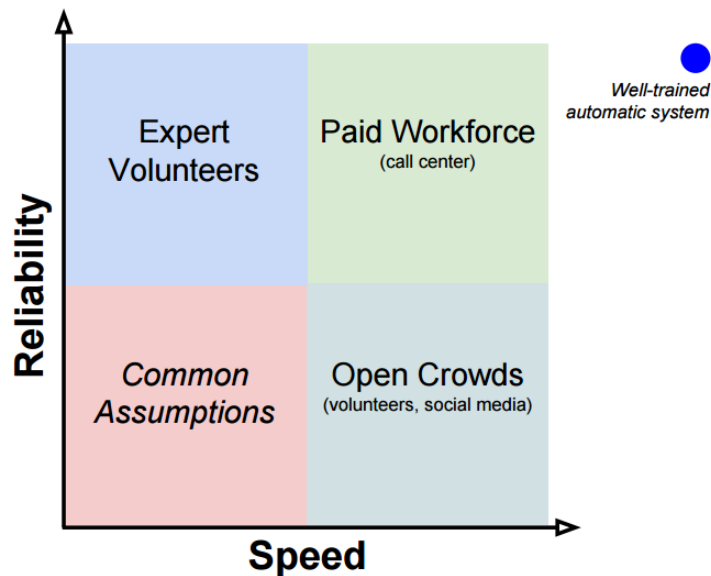 Expert
Volunteers
Paid Workforce
(call center)
Well-trained
automatic system
Reliability
Common
Assumptions
Open Crowds
(volunteers, social media)
Speed